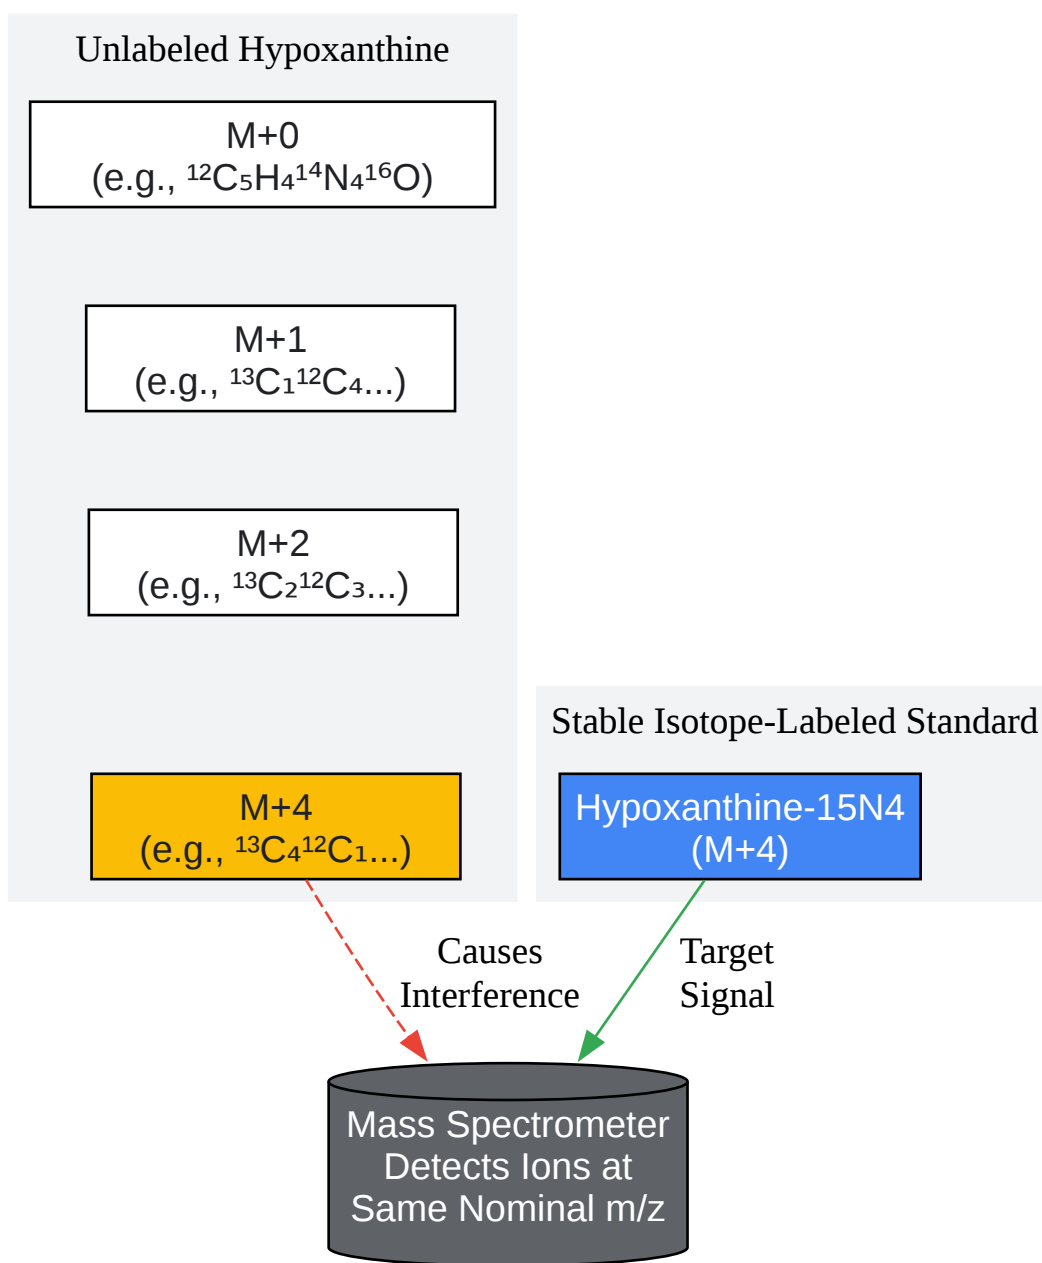 Unlabeled Hypoxanthine
M+0
(e.g., ¹²C₅H₄¹⁴N₄¹⁶O)
M+1
(e.g., ¹³C₁¹²C₄...)
M+2
(e.g., ¹³C₂¹²C₃...)
Stable Isotope-Labeled Standard
M+4
(e.g., ¹³C₄¹²C₁...)
Hypoxanthine-15N4
(M+4)
Causes
Interference
Target
Signal
Mass Spectrometer
Detects Ions at
Same Nominal m/z